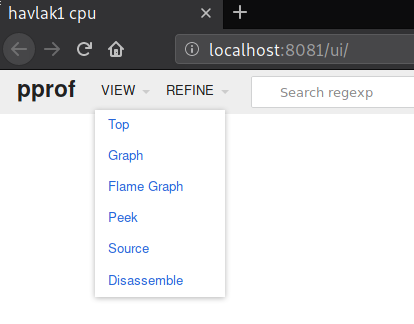 havlak1 cpu
localhost:8081/ui/
pprof VIEW REFINE Search regexp
Top
Graph
Flame Graph
Peek
Source
Disassemble